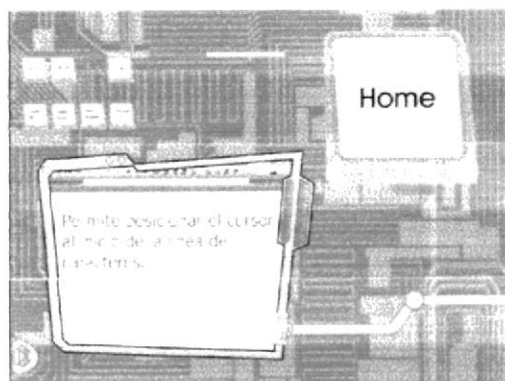 Home
Permite posicionar el cursor
al inicio de la línea de
caracteres.